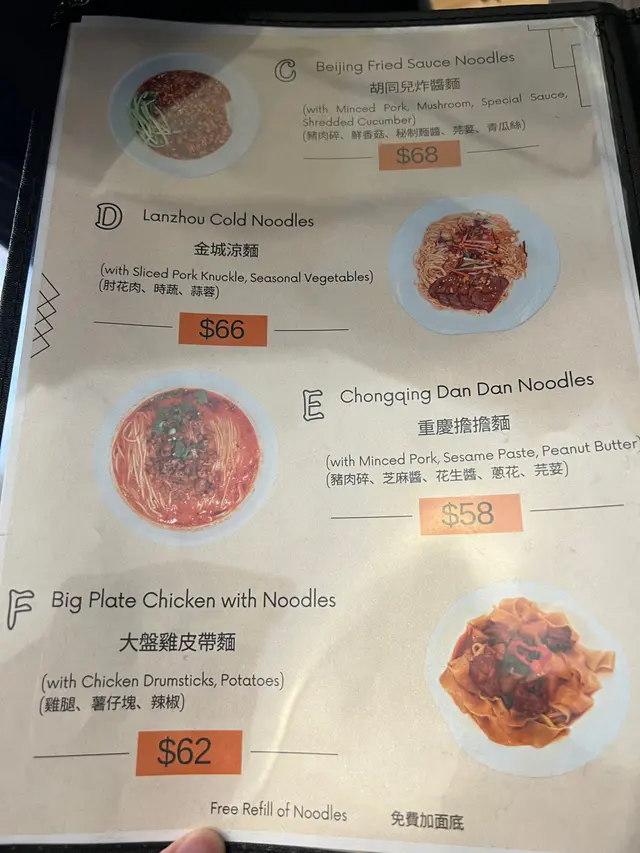 C Beijing Fried Sauce Noodles
胡同兒炸醬麵
(with Minced Pork, Mushroom, Special Sauce,
Shredded Cucumber)
(豬肉碎、鮮香菇、秘制麵醬、芫荽、青瓜絲)
$68
D Lanzhou Cold Noodles
金城涼麵
(with Sliced Pork Knuckle, Seasonal Vegetables)
(肘花肉、時蔬、蒜蓉)
$66
E Chongqing Dan Dan Noodles
重慶擔擔麵
(with Minced Pork, Sesame Paste, Peanut Butter)
(豬肉碎、芝麻醬、花生醬、蔥花、芫荽)
$58
F Big Plate Chicken with Noodles
大盤雞皮帶麵
(with Chicken Drumsticks, Potatoes)
(雞腿、薯仔塊、辣椒)
$62
Free Refill of Noodles 免費加面底